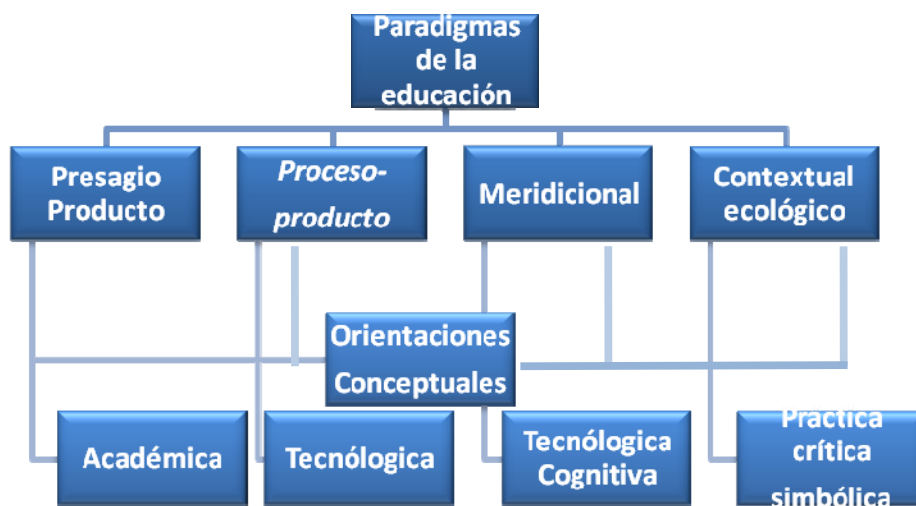 Paradigmas
de la
educación
Presagio
Producto
Proceso-
producto
Meridicional
Contextual
ecológico
Orientaciones
Conceptuales
Académica
Tecnólogica
Tecnólogica
Cognitiva
Práctica
crítica
simbólica